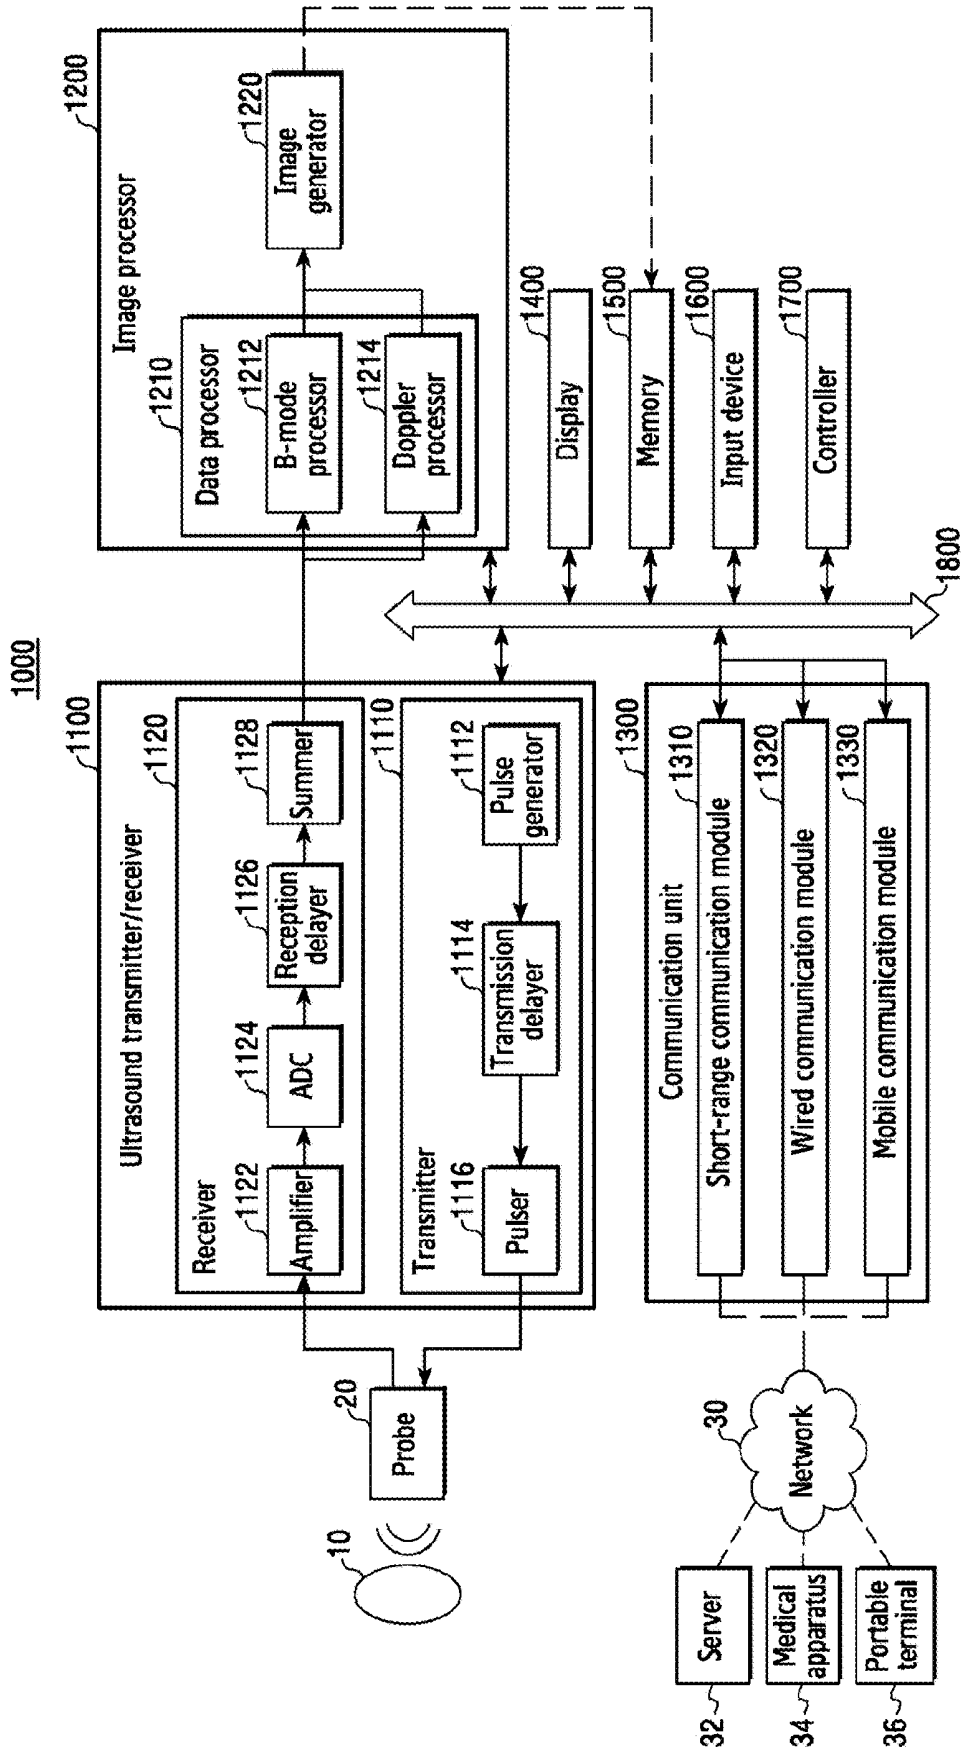 1000
1100
Ultrasound transmitter/receiver
1120
Receiver
1122
Amplifier
1124
ADC
1126
Reception
delayer
1128
Summer
1110
Transmitter
1116
Pulser
1114
Transmission
delayer
1112
Pulse
generator
10
20
Probe
1200
Image processor
1210
Data processor
1212
B-mode
processor
1214
Doppler
processor
1220
Image
generator
1400
Display
1500
Memory
1600
Input device
1700
Controller
1800
1300
Communication unit
1310
Short-range communication module
1320
Wired communication module
1330
Mobile communication module
30
Network
Server
32
Medical
apparatus
34
Portable
terminal
36